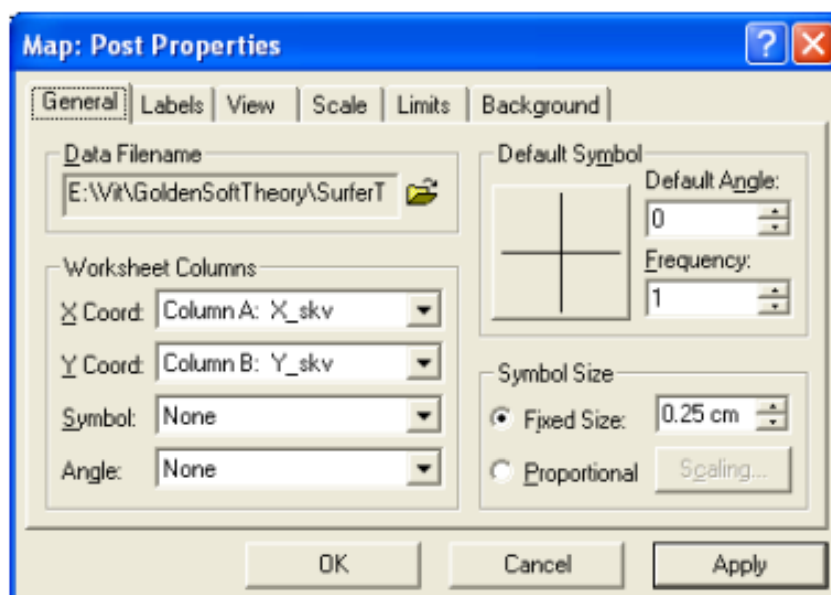 Map: Post Properties
General Labels View Scale Limits Background
Data Filename
E:\Vit\GoldenSoftTheory\SurferT
Worksheet Columns
X Coord: Column A: X_skv
Y Coord: Column B: Y_skv
Symbol: None
Angle: None
Default Symbol
Default Angle:
0
Frequency:
1
Symbol Size
Fixed Size: 0.25 cm
Proportional Scaling...
OK Cancel Apply